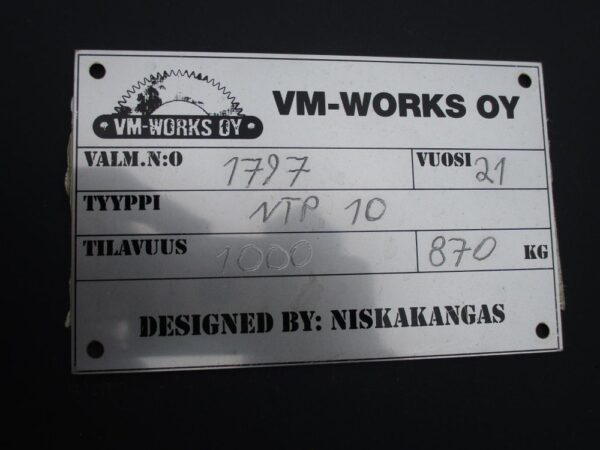 VM-WORKS OY
VM-WORKS OY
VALM.N:O 1797 VUOSI 21
TYYPPI NTP 10
TILAVUUS 1000 870 KG
DESIGNED BY: NISKAKANGAS